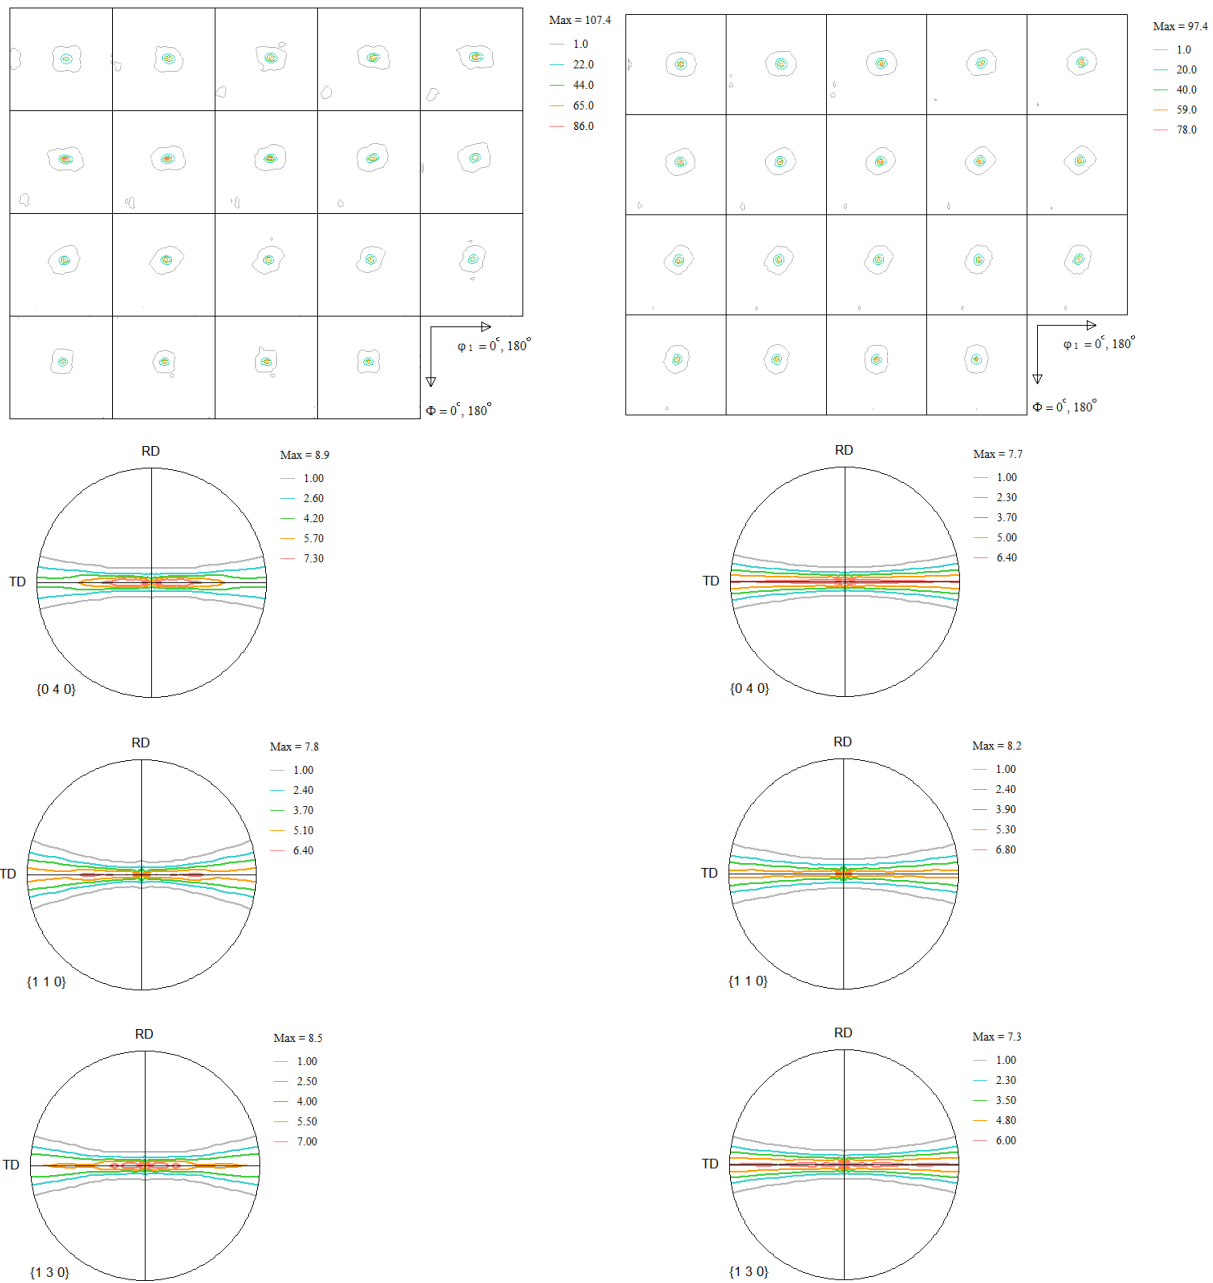 Max = 107.4
1.0
22.0
44.0
65.0
86.0
φ 1 = 0°, 180°
Φ = 0°, 180°
Max = 97.4
1.0
20.0
40.0
59.0
78.0
φ 1 = 0°, 180°
Φ = 0°, 180°
RD
TD
{0 4 0}
Max = 8.9
1.00
2.60
4.20
5.70
7.30
RD
TD
{0 4 0}
Max = 7.7
1.00
2.30
3.70
5.00
6.40
RD
TD
{1 1 0}
Max = 7.8
1.00
2.40
3.70
5.10
6.40
RD
TD
{1 1 0}
Max = 8.2
1.00
2.40
3.90
5.30
6.80
RD
TD
{1 3 0}
Max = 8.5
1.00
2.50
4.00
5.50
7.00
RD
TD
{1 3 0}
Max = 7.3
1.00
2.30
3.50
4.80
6.00